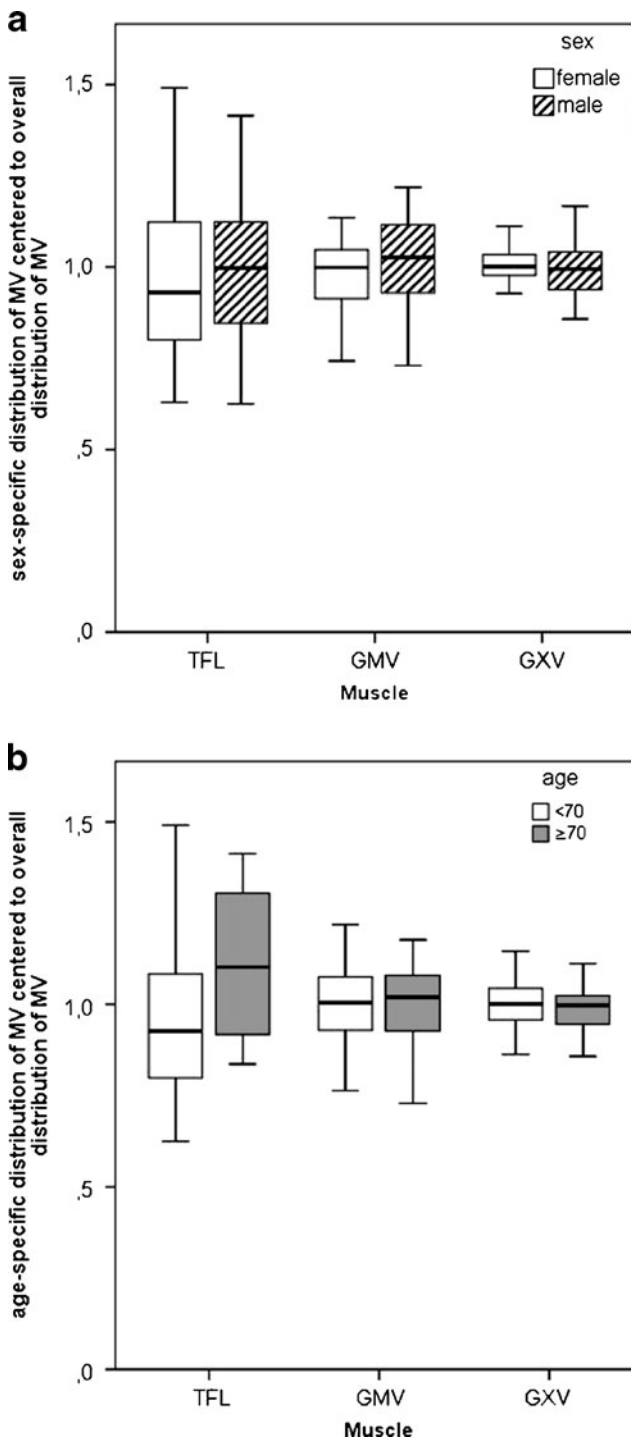 a
sex-specific distribution of MV centered to overall
distribution of MV
sex
female
male
1,5
1,0
,5
,0
TFL GMV GXV
Muscle
b
age-specific distribution of MV centered to overall
distribution of MV
age
<70
≥70
1,5
1,0
,5
,0
TFL GMV GXV
Muscle